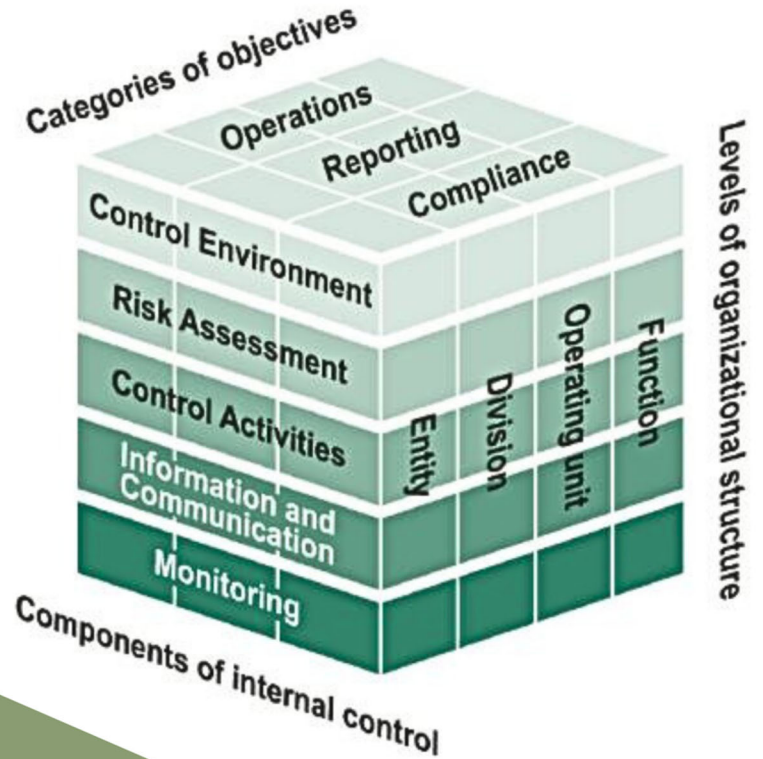 Categories of objectives
Operations
Reporting
Compliance
Control Environment
Risk Assessment
Control Activities
Information and
Communication
Monitoring
Components of internal control
Entity
Division
Operating unit
Function
Levels of organizational structure